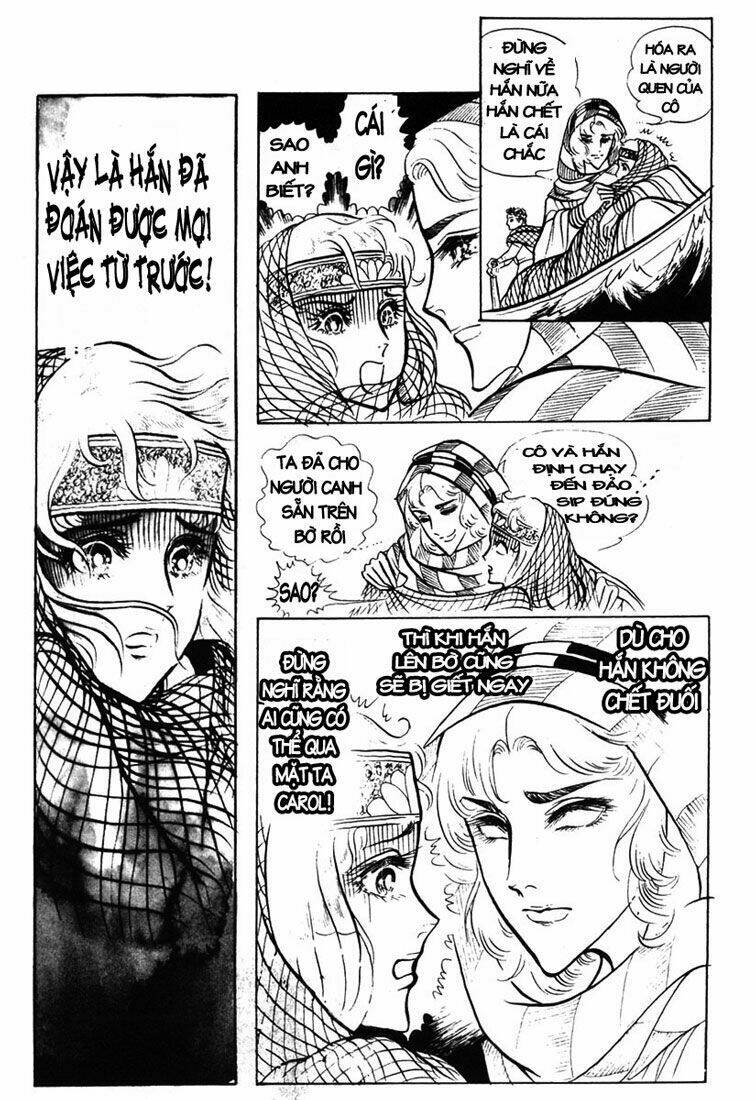 HÓA RA
LÀ NGƯỜI
QUEN CỦA
CÔ
ĐỪNG
NGHĨ VỀ
HẮN NỮA
HẮN CHẾT
LÀ CÁI
CHẮC
CÁI
GÌ?
SAO
ANH
BIẾT?
CÔ VÀ HẮN
ĐỊNH CHẠY
ĐẾN ĐẢO
SIP ĐÚNG
KHÔNG?
TA ĐÃ CHO
NGƯỜI CANH
SẴN TRÊN
BỜ RỒI
SAO?
DÙ CHO
HẮN KHÔNG
CHẾT ĐUỐI
THÌ KHI HẮN
LÊN BỜ CŨNG
SẼ BỊ GIẾT NGAY
ĐỪNG
NGHĨ RẰNG
AI CŨNG CÓ
THỂ QUA
MẶT TA
CAROL!
VẬY LÀ HẮN ĐÃ
ĐOÁN ĐƯỢC MỌI
VIỆC TỪ TRƯỚC!